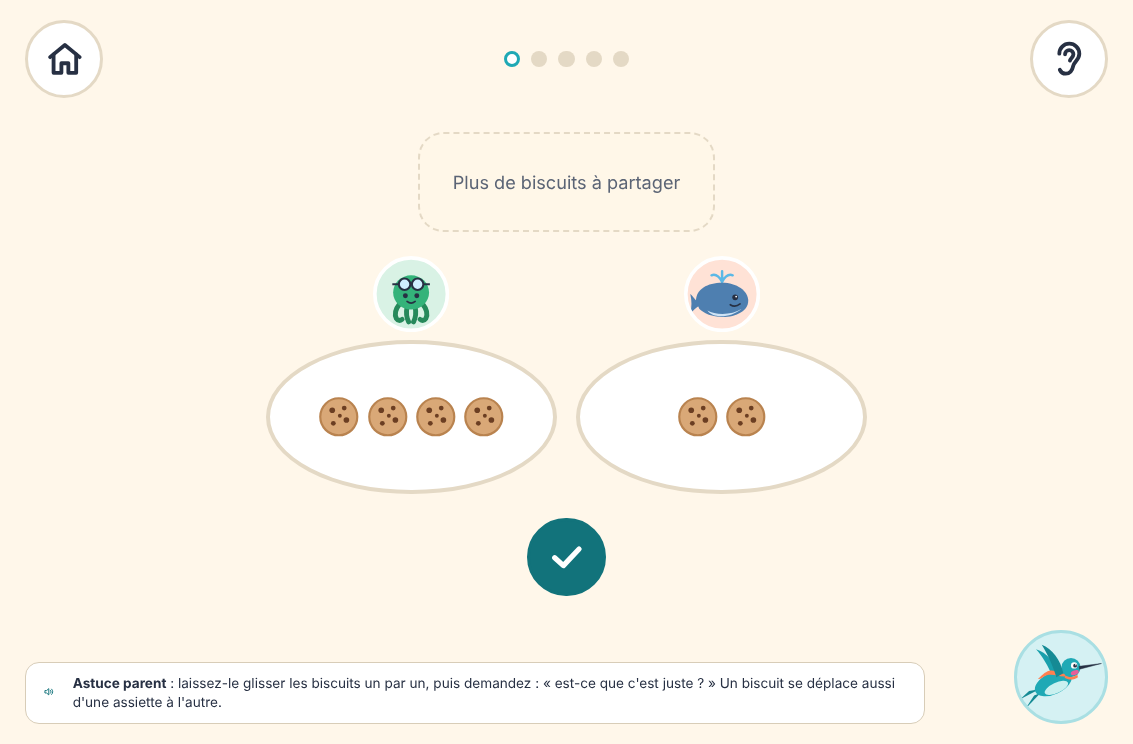 Plus de biscuits à partager
Astuce parent : laissez-le glisser les biscuits un par un, puis demandez : « est-ce que c'est juste ? » Un biscuit se déplace aussi
d'une assiette à l'autre.